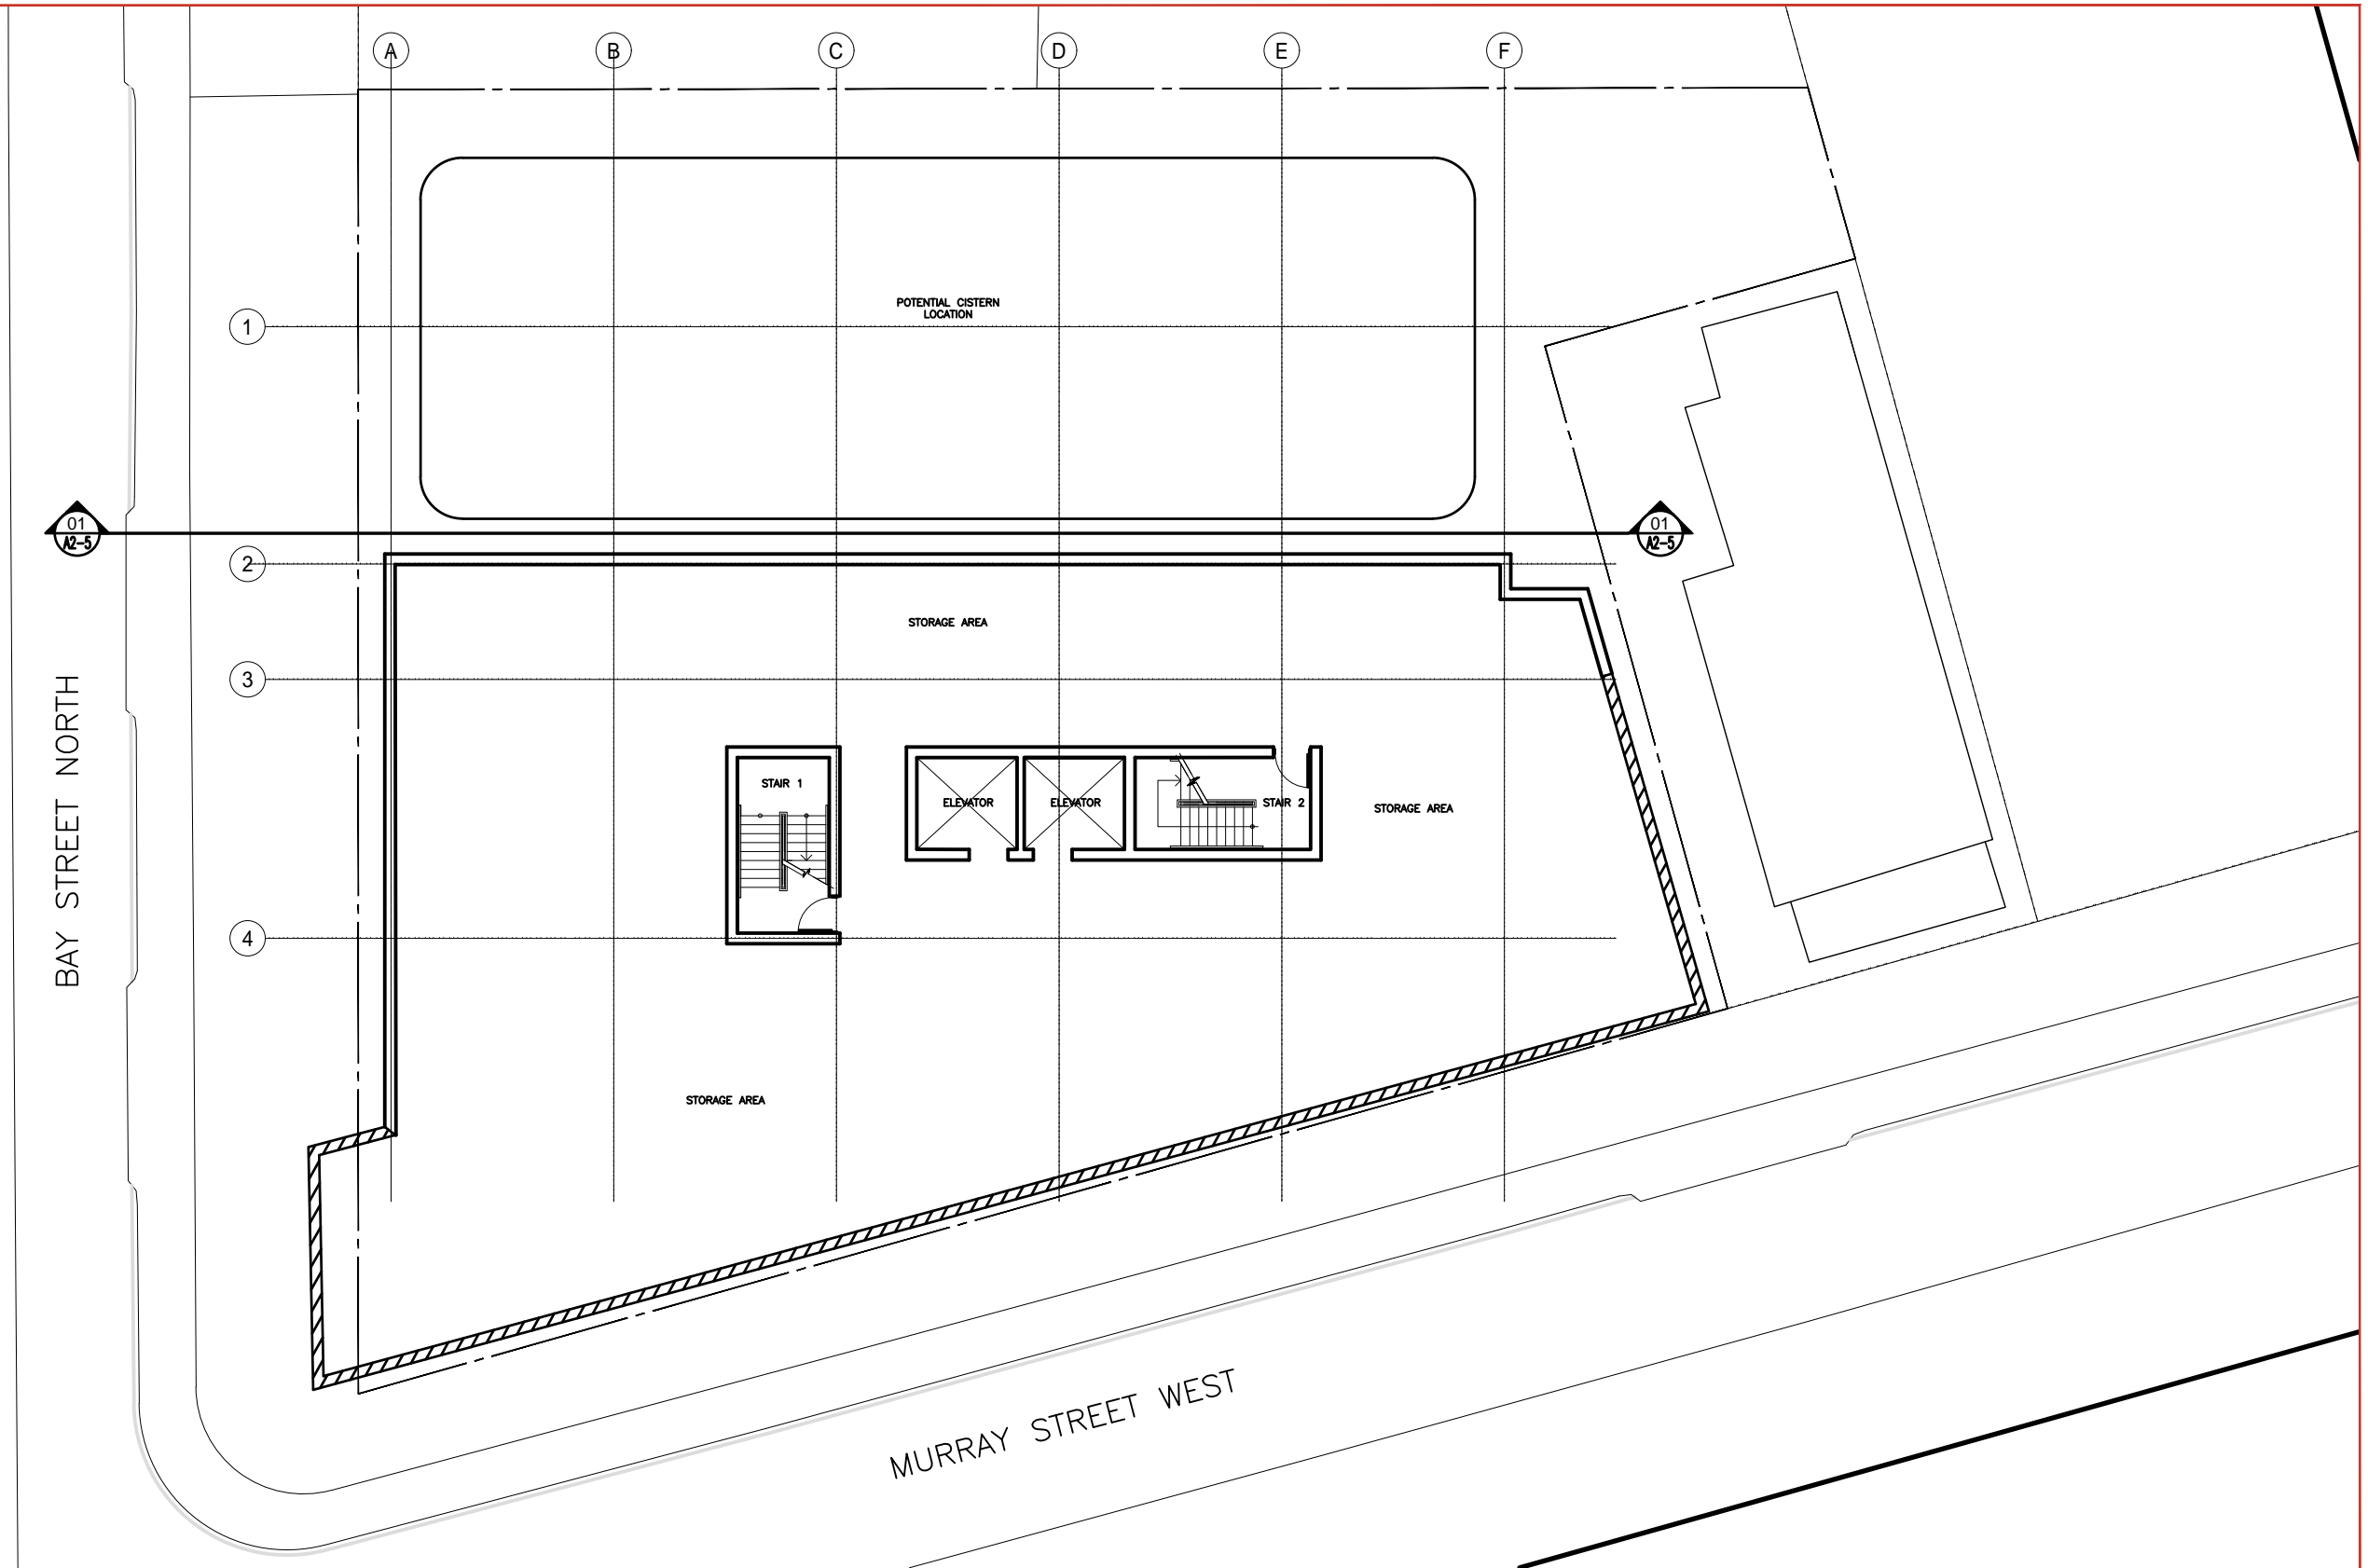 A B C D E F
POTENTIAL CISTERN
LOCATION
1
01
A2-5
01
A2-5
2
STORAGE AREA
3
BAY STREET NORTH
STAIR 1
ELEVATOR
ELEVATOR
STAIR 2
STORAGE AREA
4
STORAGE AREA
MURRAY STREET WEST